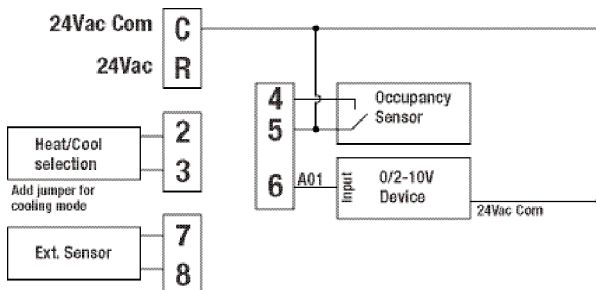 24Vac Com C
24Vac R
4
5
6
Occupancy
Sensor
Heat/Cool
selection
2
3
Add jumper for
cooling mode
A01
Input
0/2-10V
Device
24Vac Com
Ext. Sensor
7
8